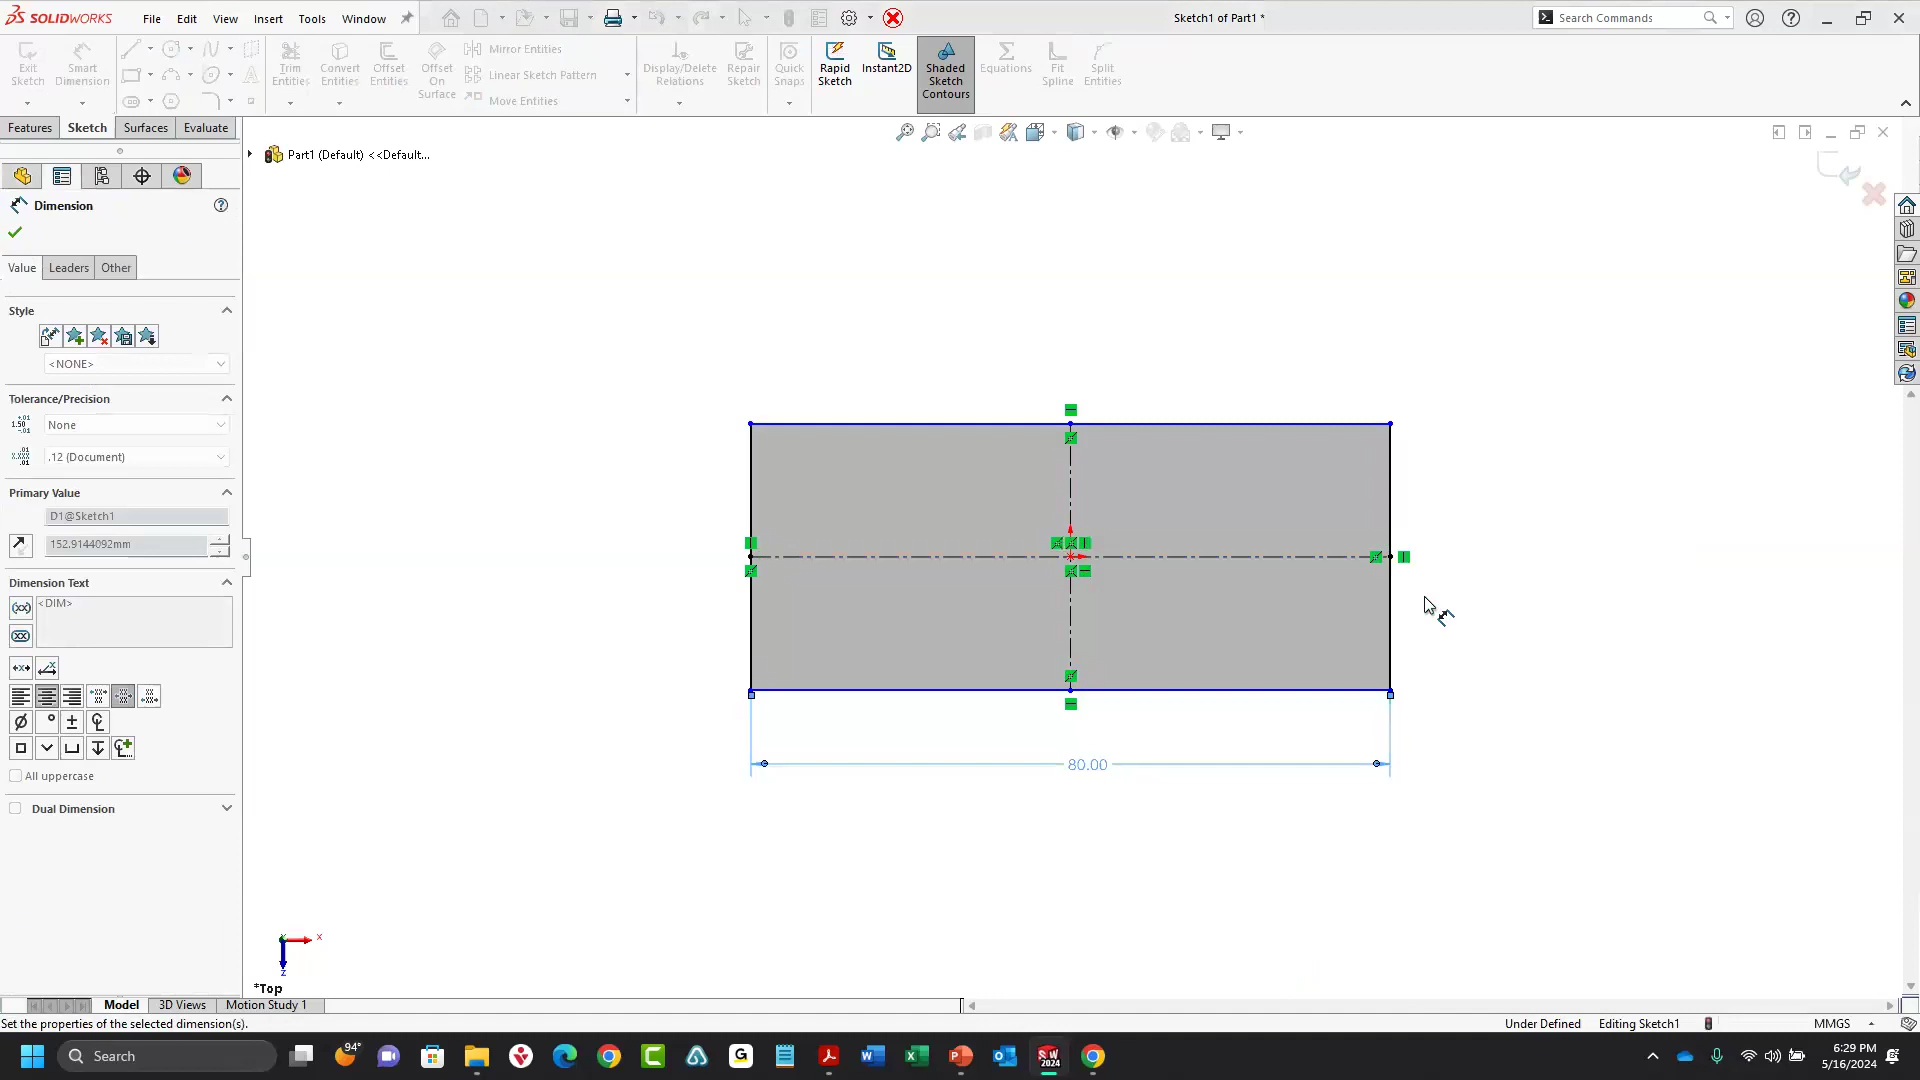 SOLIDWORKS
File Edit View Insert Tools Window
Sketch1 of Part1 *
Search Commands
Exit Sketch
Smart Dimension
Trim Entities
Convert Entities
Offset Entities
Offset On Surface
Mirror Entities
Linear Sketch Pattern
Move Entities
Display/Delete Relations
Repair Sketch
Quick Snaps
Rapid Sketch
Instant2D
Shaded Sketch Contours
Equations
Fit Spline
Split Entities
Features Sketch Surfaces Evaluate
Part1 (Default) <<Default...
Dimension
Value Leaders Other
Style
<NONE>
Tolerance/Precision
None
.12 (Document)
Primary Value
D1@Sketch1
152.9144092mm
Dimension Text
<DIM>
All uppercase
Dual Dimension
80.00
x
z
*Top
Model 3D Views Motion Study 1
Set the properties of the selected dimension(s).
Under Defined Editing Sketch1 MMGS
Search
94°
SW 2024
6:29 PM
5/16/2024